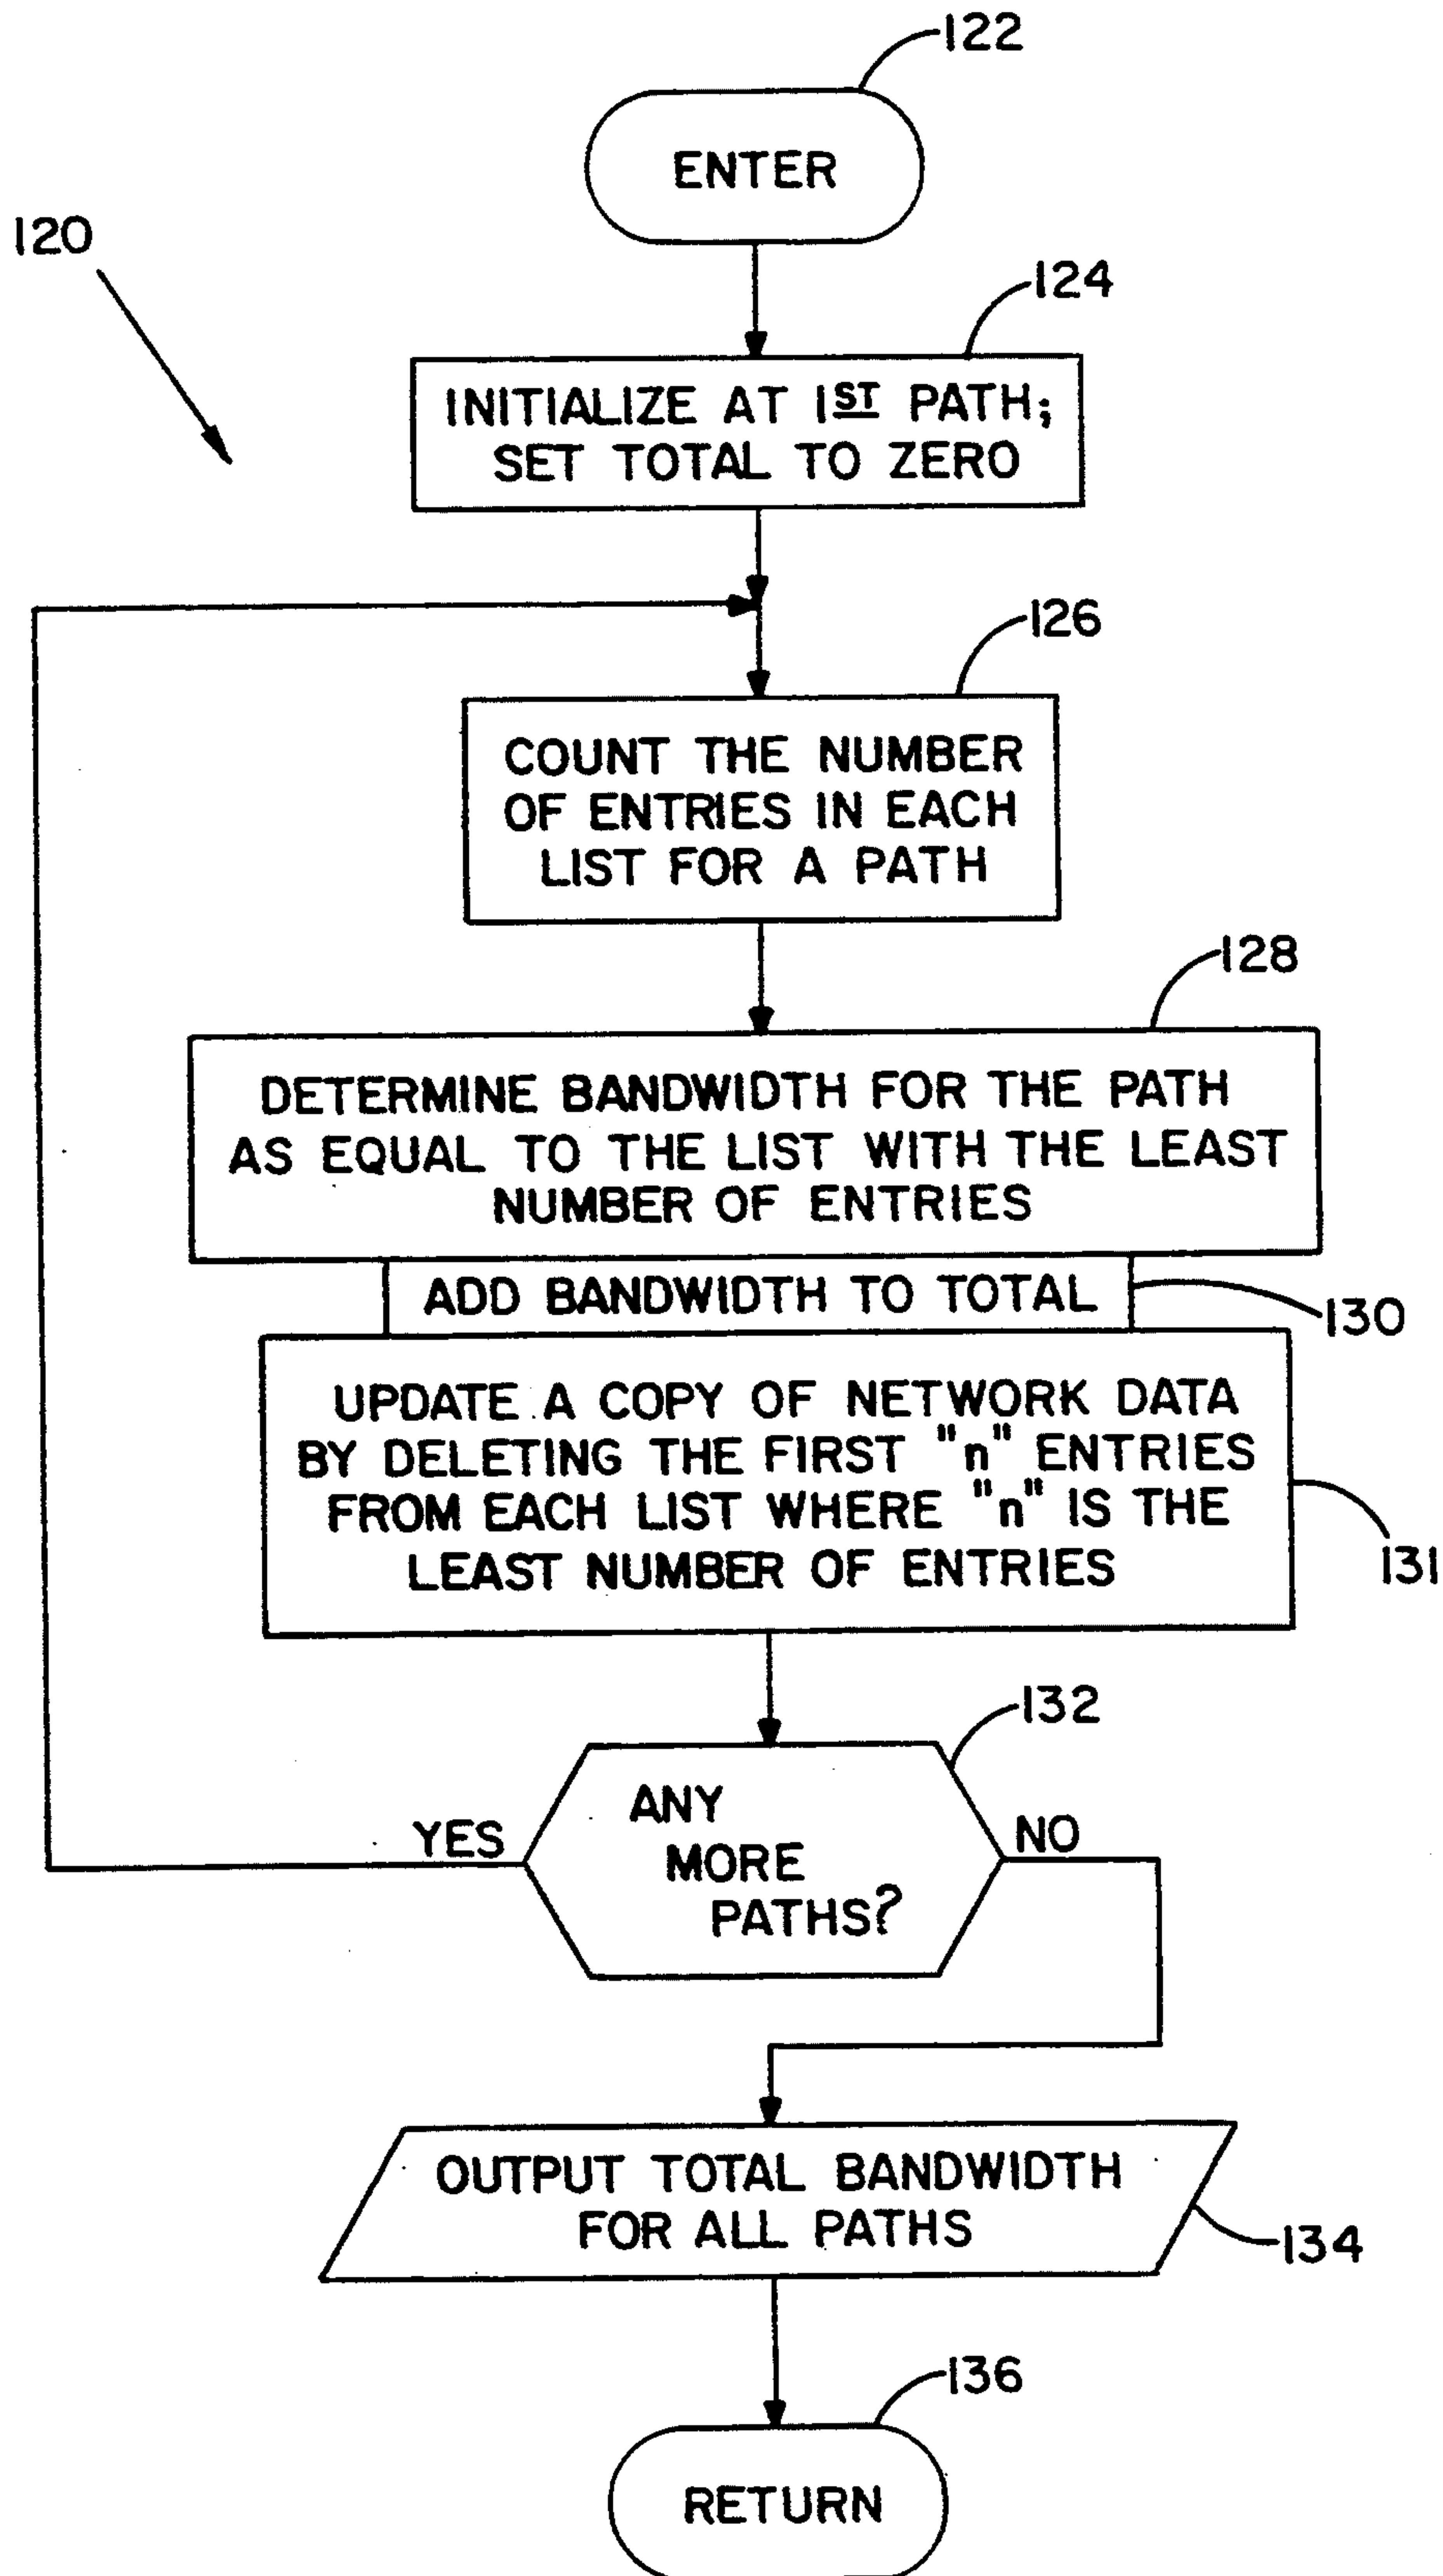 122
ENTER
120
124
INITIALIZE AT 1ST PATH;
SET TOTAL TO ZERO
126
COUNT THE NUMBER
OF ENTRIES IN EACH
LIST FOR A PATH
128
DETERMINE BANDWIDTH FOR THE PATH
AS EQUAL TO THE LIST WITH THE LEAST
NUMBER OF ENTRIES
ADD BANDWIDTH TO TOTAL
130
UPDATE A COPY OF NETWORK DATA
BY DELETING THE FIRST "n" ENTRIES
FROM EACH LIST WHERE "n" IS THE
LEAST NUMBER OF ENTRIES
131
132
ANY
MORE
PATHS?
YES
NO
OUTPUT TOTAL BANDWIDTH
FOR ALL PATHS
134
136
RETURN